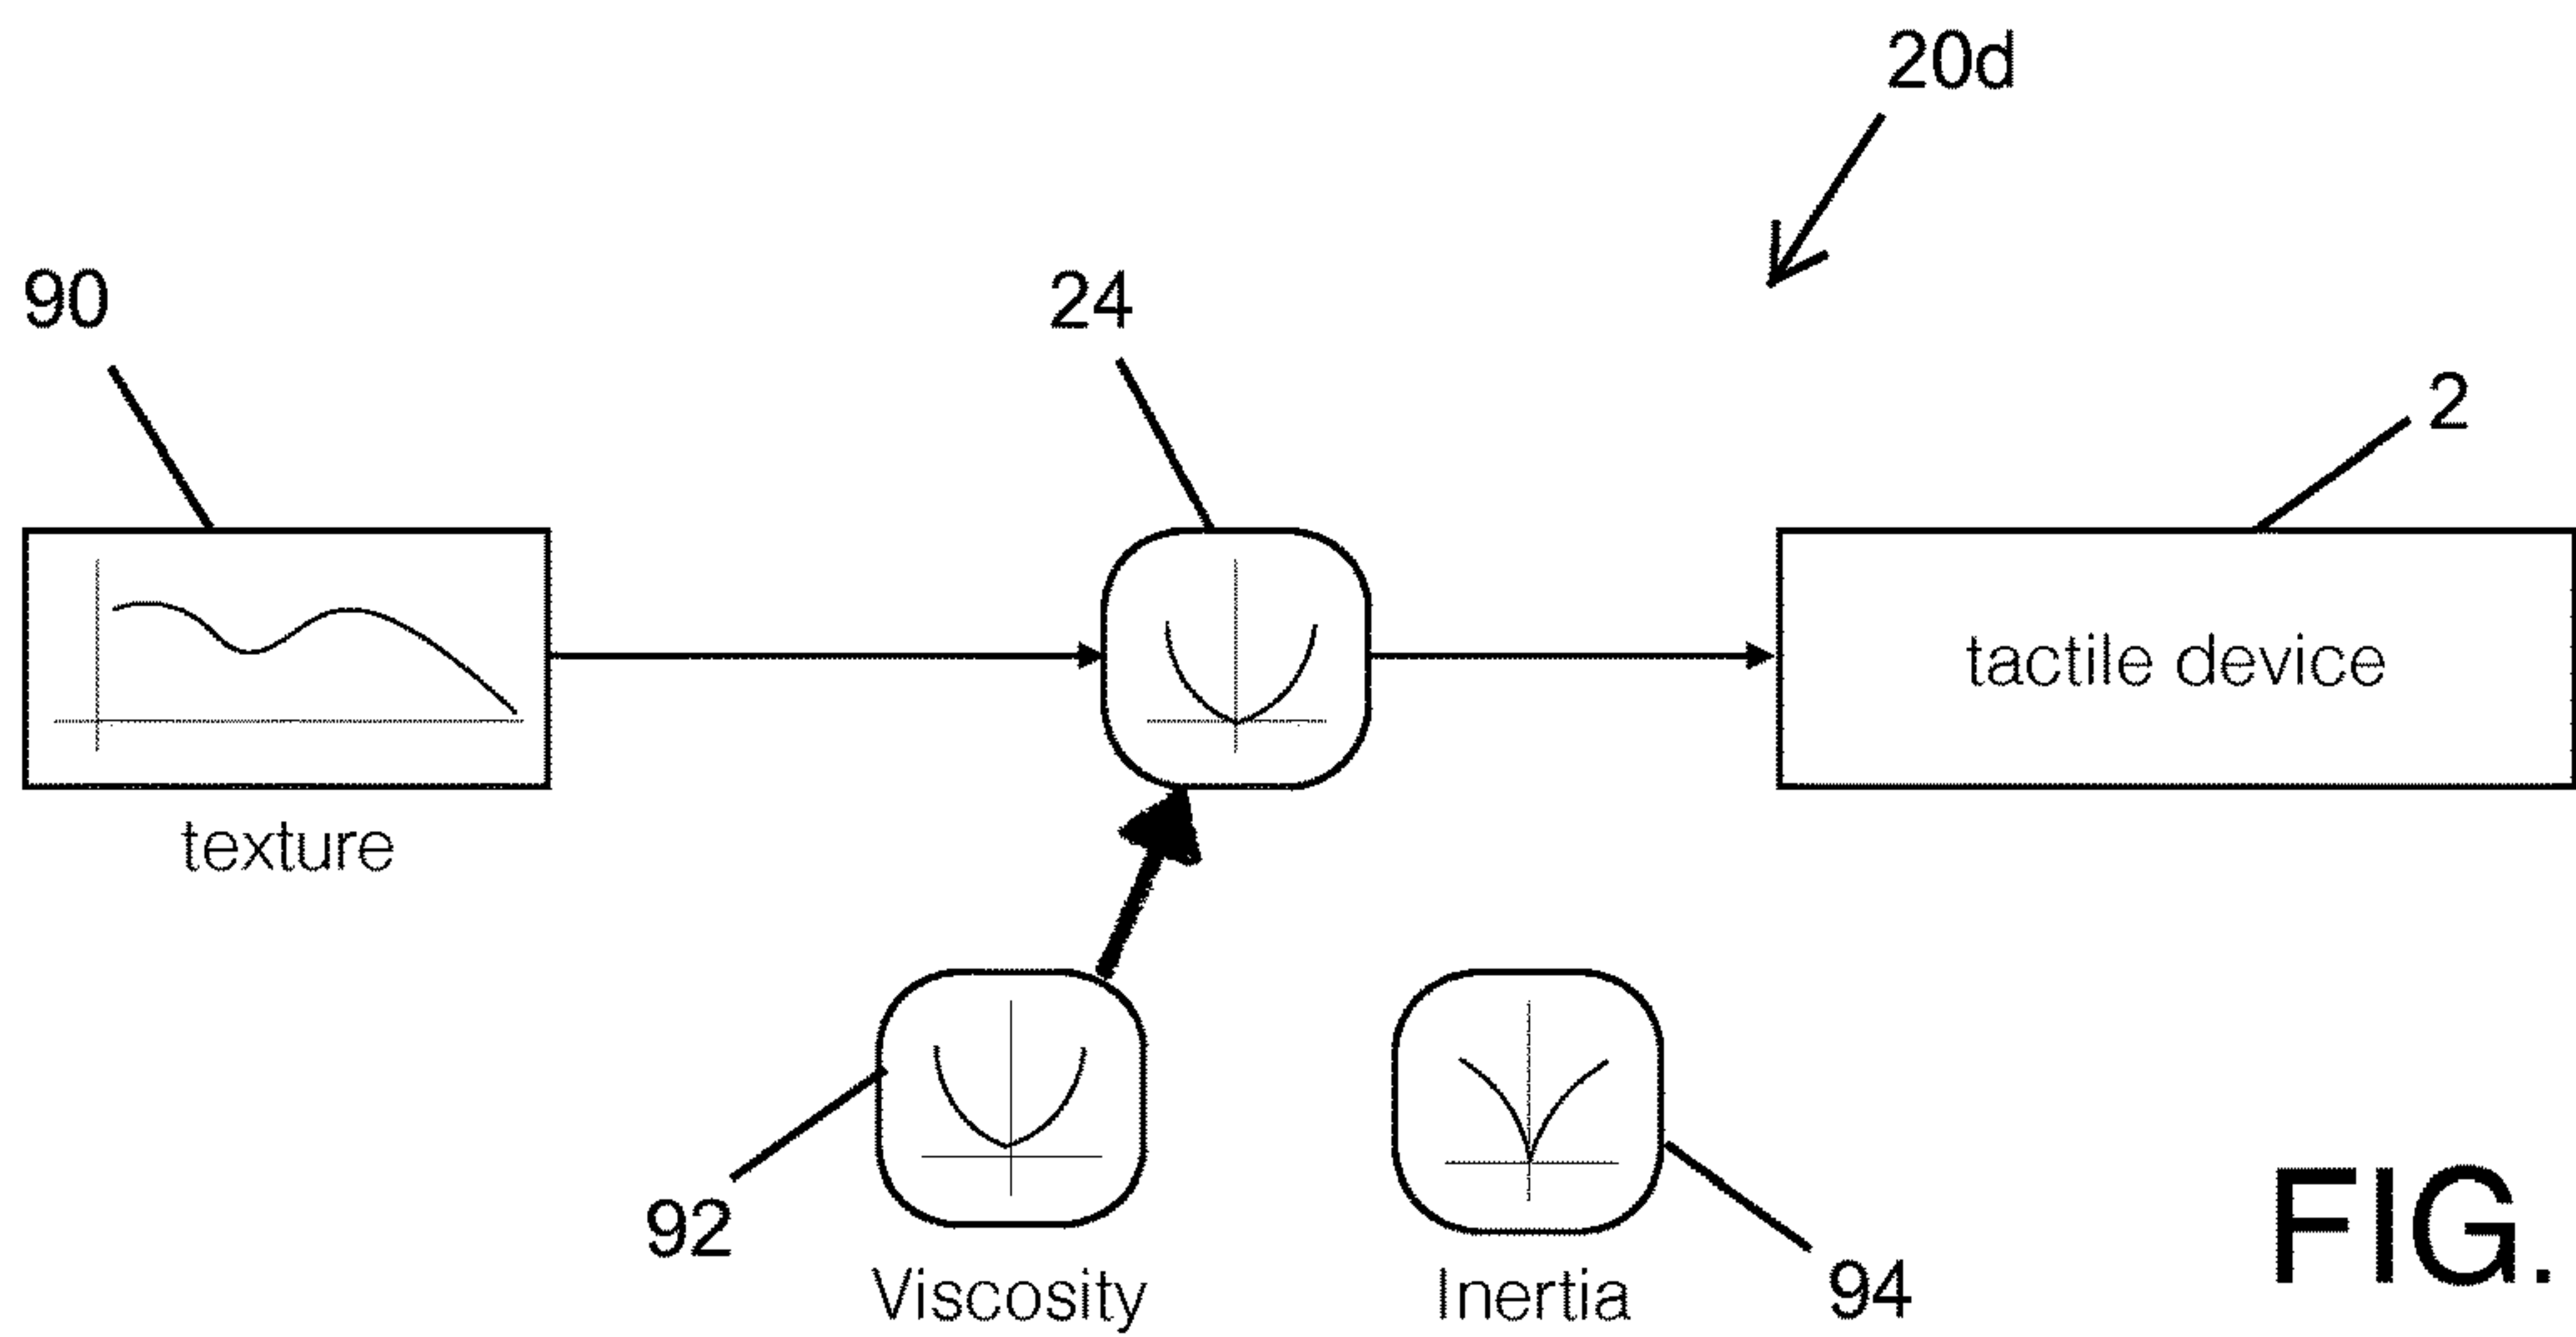 20d
90
24
2
tactile device
texture
92
94
Viscosity
Inertia
FIG.